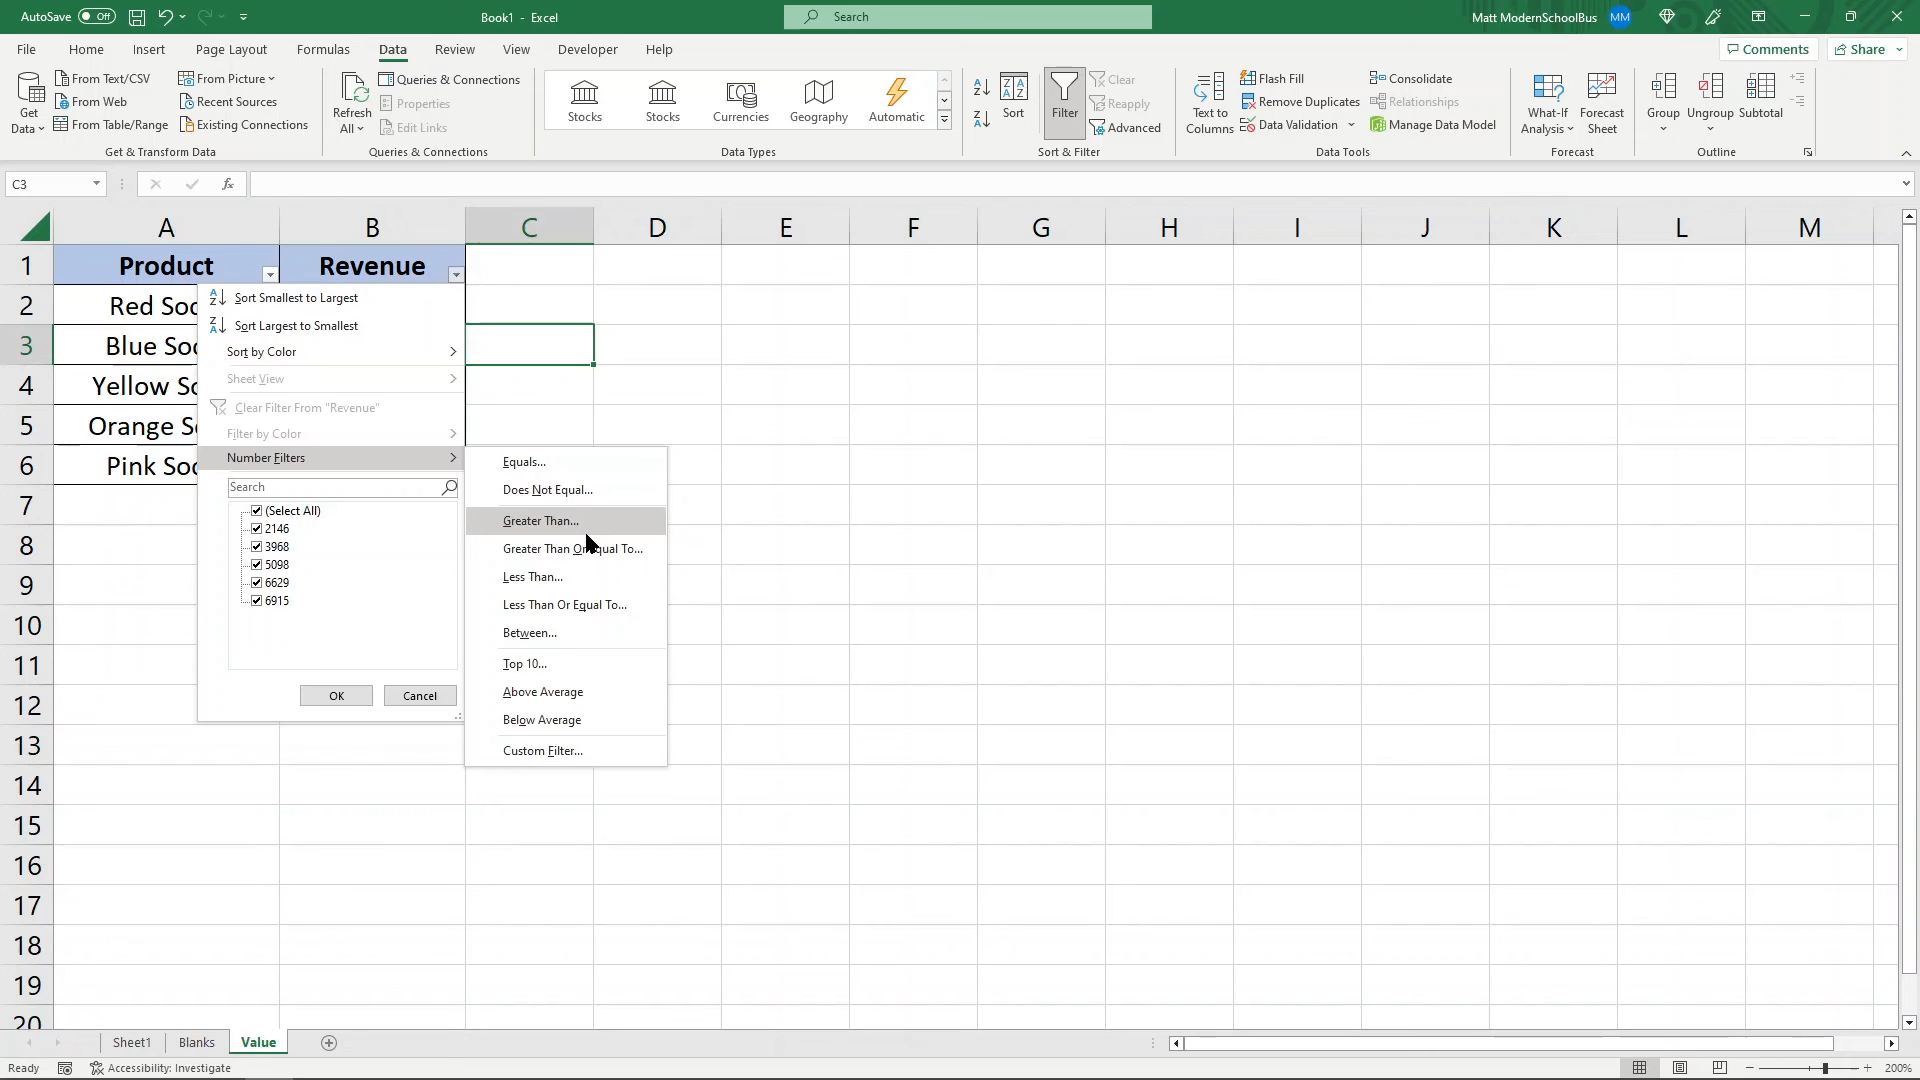 AutoSave Off
Book1 - Excel
Search
Matt ModernSchoolBus MM
File Home Insert Page Layout Formulas Data Review View Developer Help
Comments Share
Get Data
From Text/CSV
From Web
From Table/Range
From Picture
Recent Sources
Existing Connections
Get & Transform Data
Refresh All
Queries & Connections
Properties
Edit Links
Queries & Connections
Stocks Stocks Currencies Geography Automatic
Data Types
Sort
Filter
Clear
Reapply
Advanced
Sort & Filter
Text to Columns
Flash Fill
Remove Duplicates
Data Validation
Consolidate
Relationships
Manage Data Model
Data Tools
What-If Analysis
Forecast Sheet
Forecast
Group Ungroup Subtotal
Outline
C3
fx
A B C D E F G H I J K L M
1 Product Revenue
2 Red Soc
3 Blue Soc
4 Yellow So
5 Orange S
6 Pink Soc
7
8
9
10
11
12
13
14
15
16
17
18
19
20
Sort Smallest to Largest
Sort Largest to Smallest
Sort by Color
Sheet View
Clear Filter From "Revenue"
Filter by Color
Number Filters
Search
(Select All)
2146
3968
5098
6629
6915
OK Cancel
Equals...
Does Not Equal...
Greater Than...
Greater Than Or Equal To...
Less Than...
Less Than Or Equal To...
Between...
Top 10...
Above Average
Below Average
Custom Filter...
Sheet1 Blanks Value
Ready
Accessibility: Investigate
200%